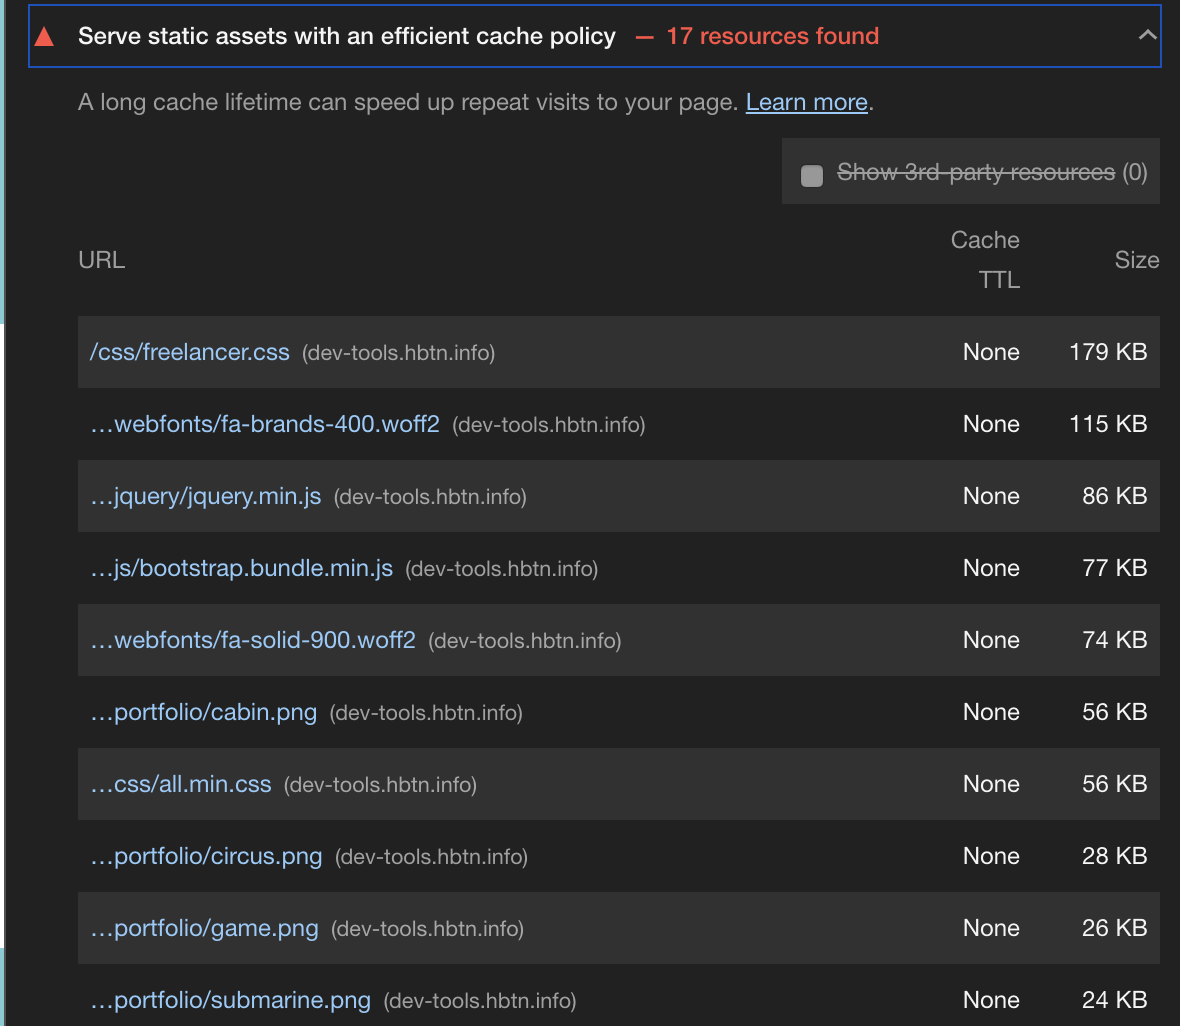 Serve static assets with an efficient cache policy — 17 resources found
A long cache lifetime can speed up repeat visits to your page. Learn more.
Show 3rd-party resources (0)
URL Cache TTL Size
/css/freelancer.css (dev-tools.hbtn.info) None 179 KB
…webfonts/fa-brands-400.woff2 (dev-tools.hbtn.info) None 115 KB
…jquery/jquery.min.js (dev-tools.hbtn.info) None 86 KB
…js/bootstrap.bundle.min.js (dev-tools.hbtn.info) None 77 KB
…webfonts/fa-solid-900.woff2 (dev-tools.hbtn.info) None 74 KB
…portfolio/cabin.png (dev-tools.hbtn.info) None 56 KB
…css/all.min.css (dev-tools.hbtn.info) None 56 KB
…portfolio/circus.png (dev-tools.hbtn.info) None 28 KB
…portfolio/game.png (dev-tools.hbtn.info) None 26 KB
…portfolio/submarine.png (dev-tools.hbtn.info) None 24 KB